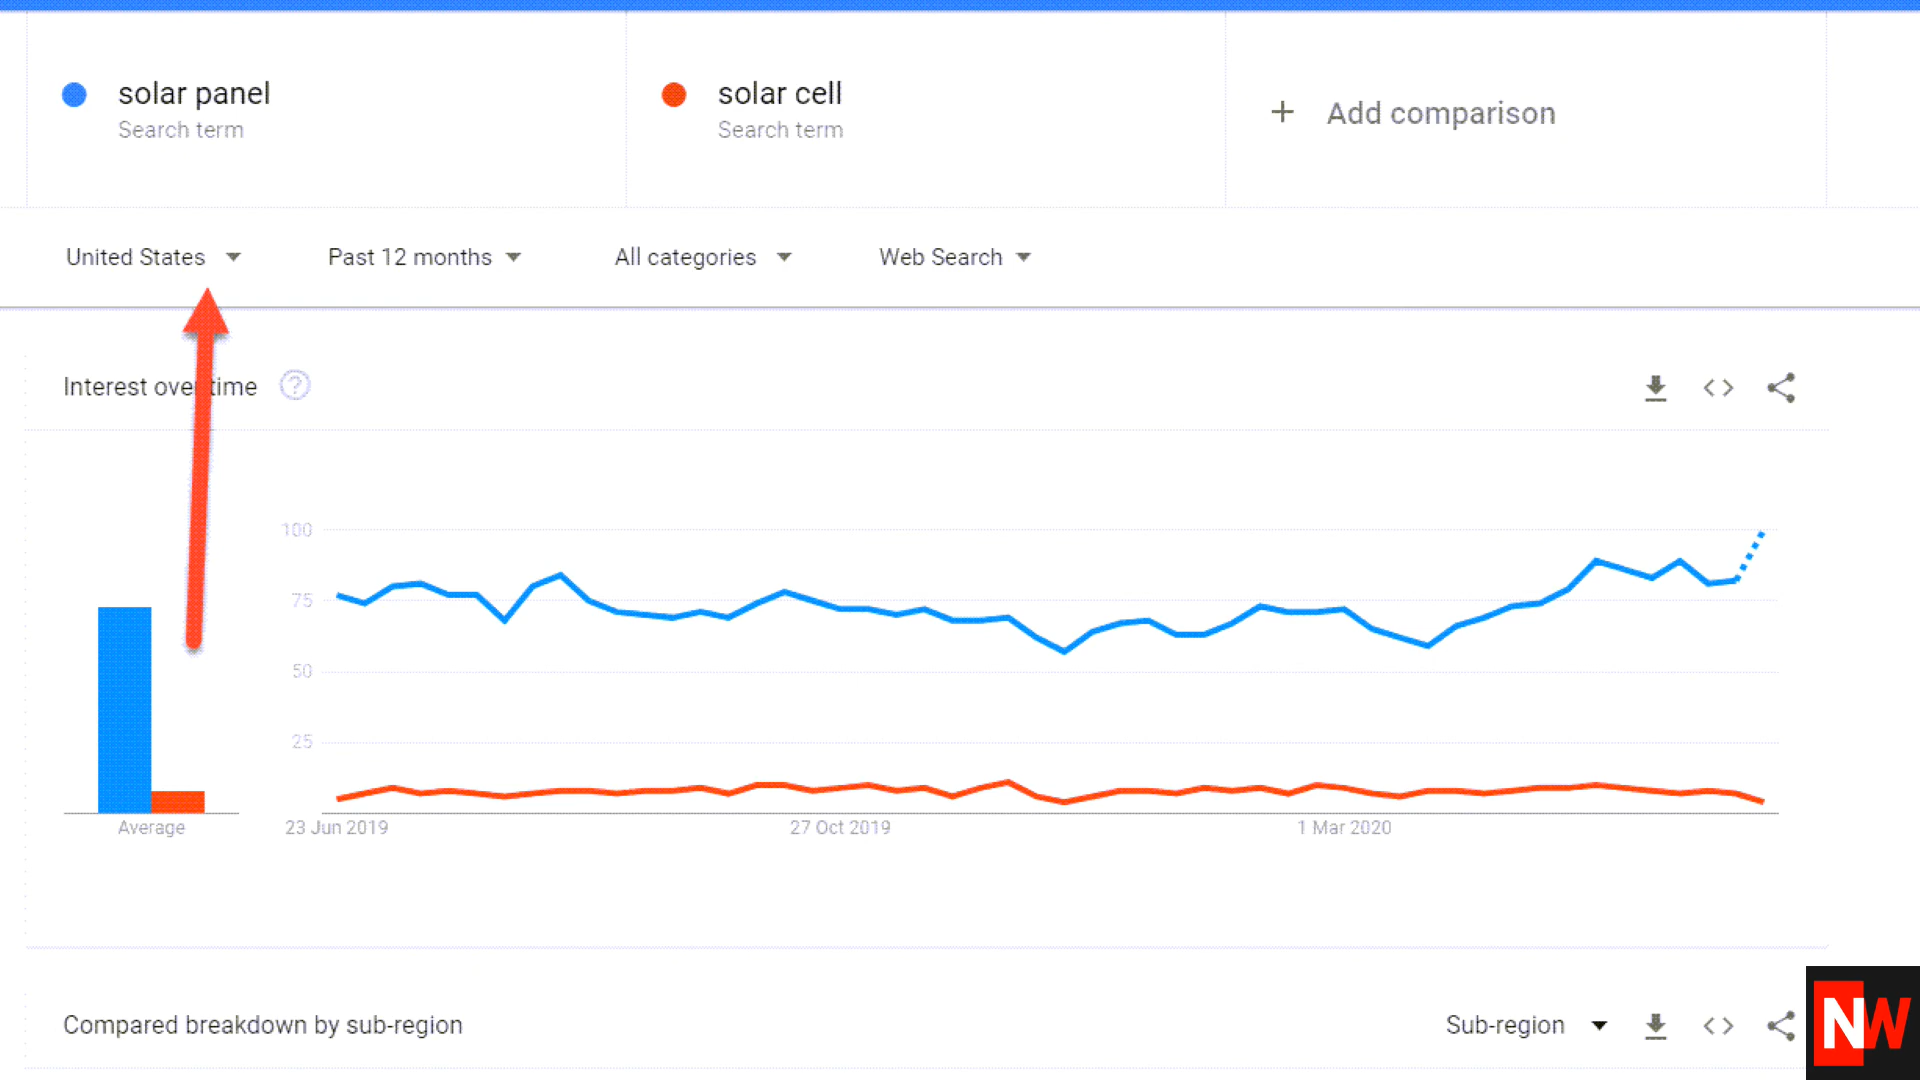 solar panel
Search term
solar cell
Search term
+ Add comparison
United States
Past 12 months
All categories
Web Search
Interest over time
?
100
75
50
25
Average
23 Jun 2019
27 Oct 2019
1 Mar 2020
Compared breakdown by sub-region
Sub-region
NW